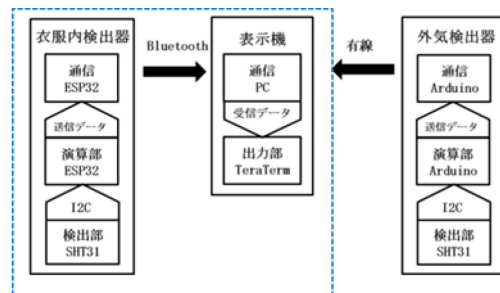 衣服内検出器
通信
ESP32
送信データ
演算部
ESP32
I2C
検出部
SHT31
Bluetooth
表示機
通信
PC
受信データ
出力部
TeraTerm
有線
外気検出器
通信
Arduino
送信データ
演算部
Arduino
I2C
検出部
SHT31